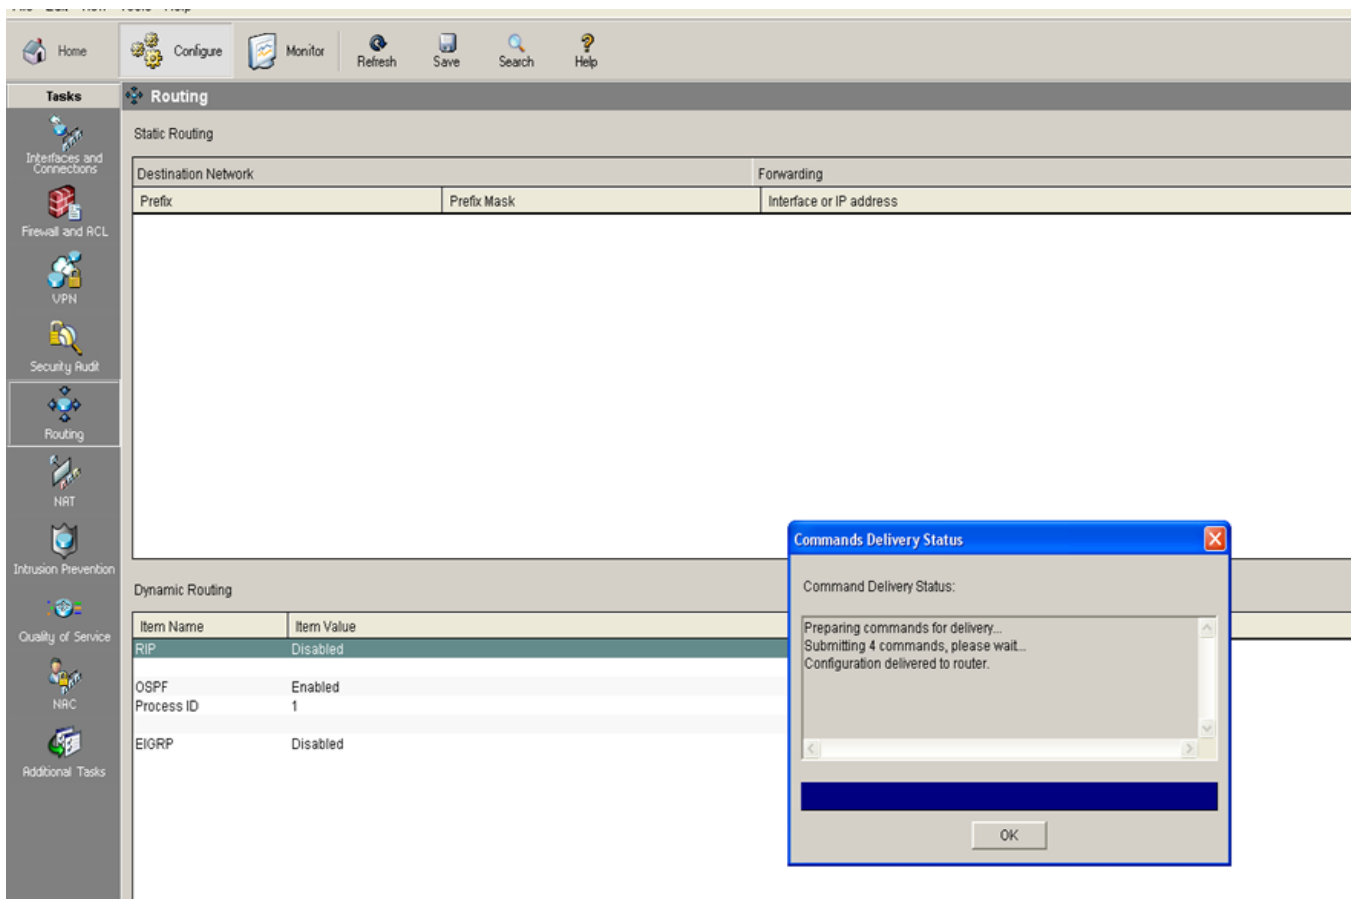 Home
Configure
Monitor
Refresh
Save
Search
Help
Tasks
Routing
Interfaces and
Connections
Firewall and ACL
VPN
Security Audit
Routing
NAT
Intrusion Prevention
Quality of Service
NAC
Additional Tasks
Static Routing
Destination Network Forwarding
Prefix Prefix Mask Interface or IP address
Dynamic Routing
Item Name Item Value
RIP Disabled
OSPF Enabled
Process ID 1
EIGRP Disabled
Commands Delivery Status
Command Delivery Status:
Preparing commands for delivery...
Submitting 4 commands, please wait...
Configuration delivered to router.
OK